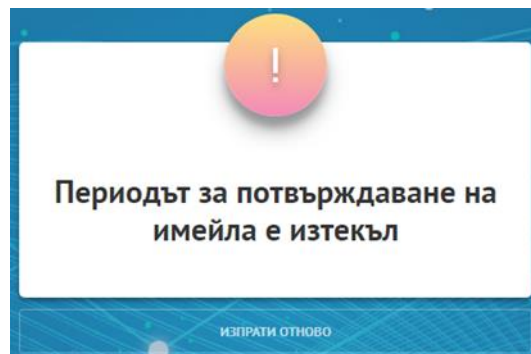 !
Периодът за потвърждаване на
имейла е изтекъл
ИЗПРАТИ ОТНОВО